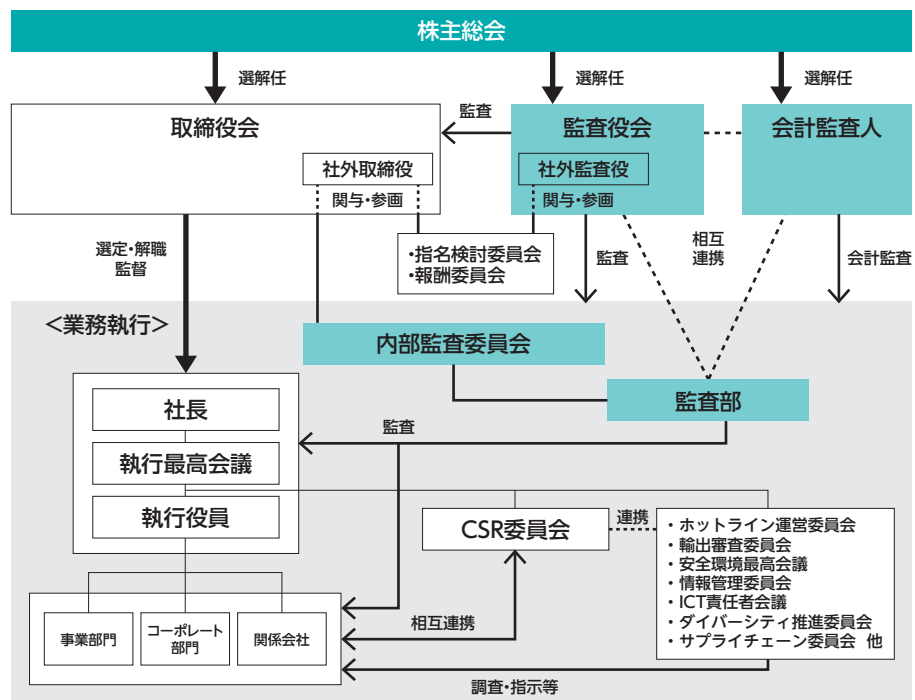 株主総会
選解任
選解任
選解任
取締役会
監査
監査役会
会計監査人
社外取締役
社外監査役
関与・参画
関与・参画
・指名検討委員会
・報酬委員会
選定・解職
監督
監査
相互
連携
会計監査
<業務執行>
内部監査委員会
監査部
社長
監査
執行最高会議
執行役員
CSR委員会
連携
・ホットライン運営委員会
・輸出審査委員会
・安全環境最高会議
・情報管理委員会
・ICT責任者会議
・ダイバーシティ推進委員会
・サプライチェーン委員会 他
事業部門
コーポレート
部門
関係会社
相互連携
調査・指示等